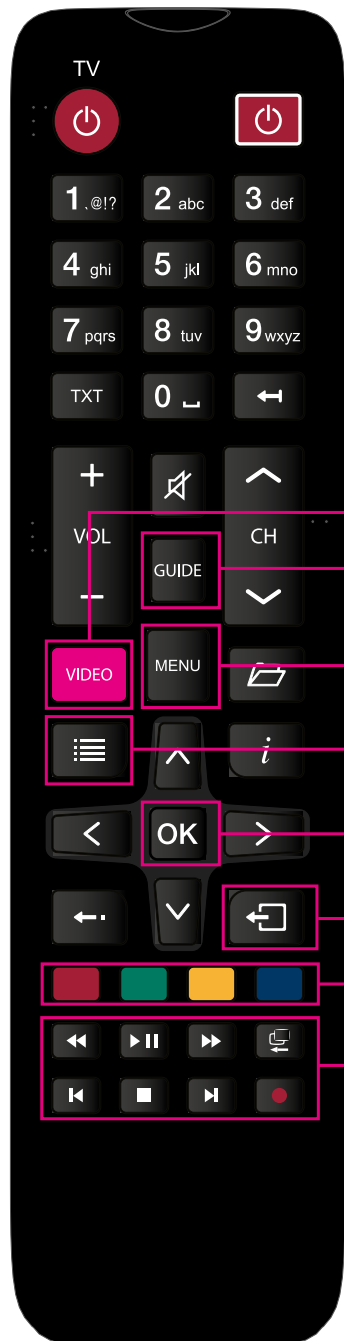 TV
1 .@!? 2 abc 3 def
4 ghi 5 jkl 6 mno
7 pqrs 8 tuv 9 wxyz
TXT 0
+
VOL CH
GUIDE
−
VIDEO MENU
i
OK